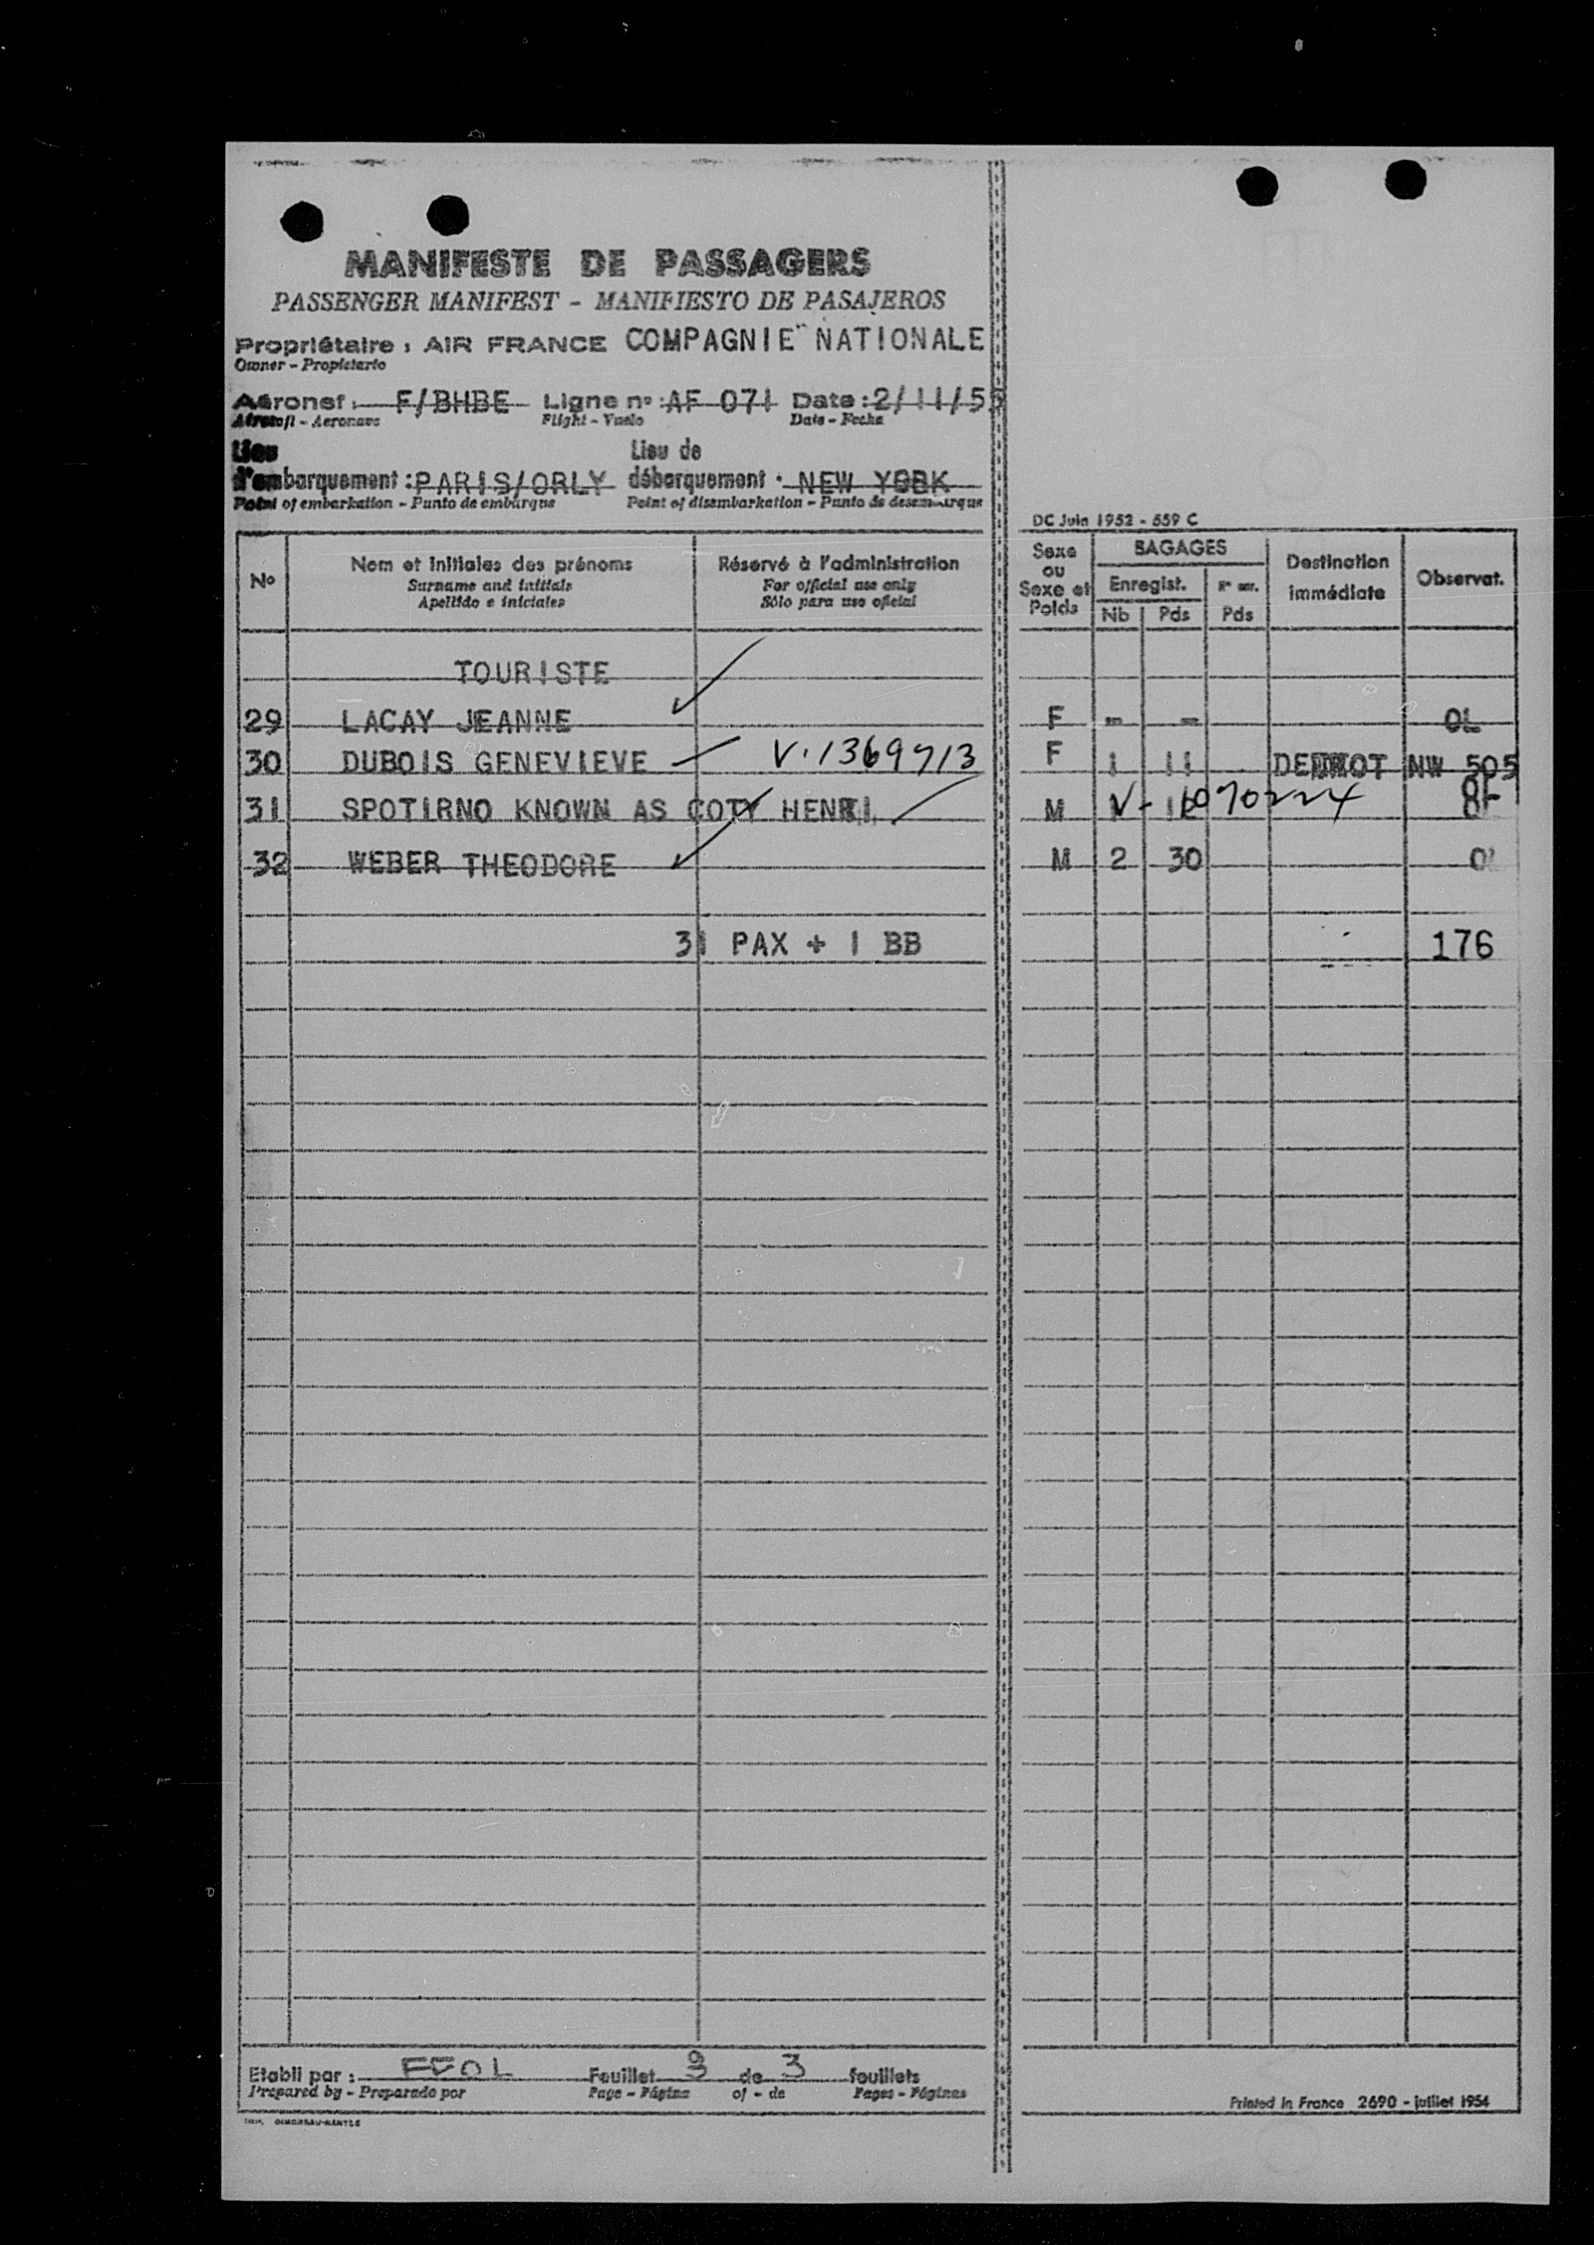 MANIFESTE DE PASSAGERS
PASSENGER MANIFEST - MANIFIESTO DE PASAJEROS
Propriétaire : AIR FRANCE COMPAGNIE NATIONALE
Owner - Propietario
Aéronef : F/BHBE Ligne nº : AF 071 Date : 2/11/55
Aircraft - Aeronave Flight - Vuelo Date - Fecha
Lieu Lieu de
d'embarquement : PARIS/ORLY débarquement : NEW YORK
Point of embarkation - Punto de embarque Point of disembarkation - Punto de desembarque
DC Juin 1952 - 559 C
Nº Nom et initiales des prénoms Réservé à l'administration Sexe ou Sexe et Poids BAGAGES Destination immédiate Observat.
Surname and initials For official use only Enregist.
Apellido e iniciales Sólo para uso oficial Nb Pds Pds
TOURISTE
29 LACAY JEANNE F - - OL
30 DUBOIS GENEVIEVE V.1369713 F 1 11 NW 505
31 SPOTIRNO KNOWN AS COTY HENRI M
32 WEBER THEODORE M 2 30
31 PAX + 1 BB 176
Etabli par : Feuillet 3 de 3 feuillets
Prepared by - Preparado por Page - Página of - de Pages - Páginas
Printed in France 2690 - juillet 1954